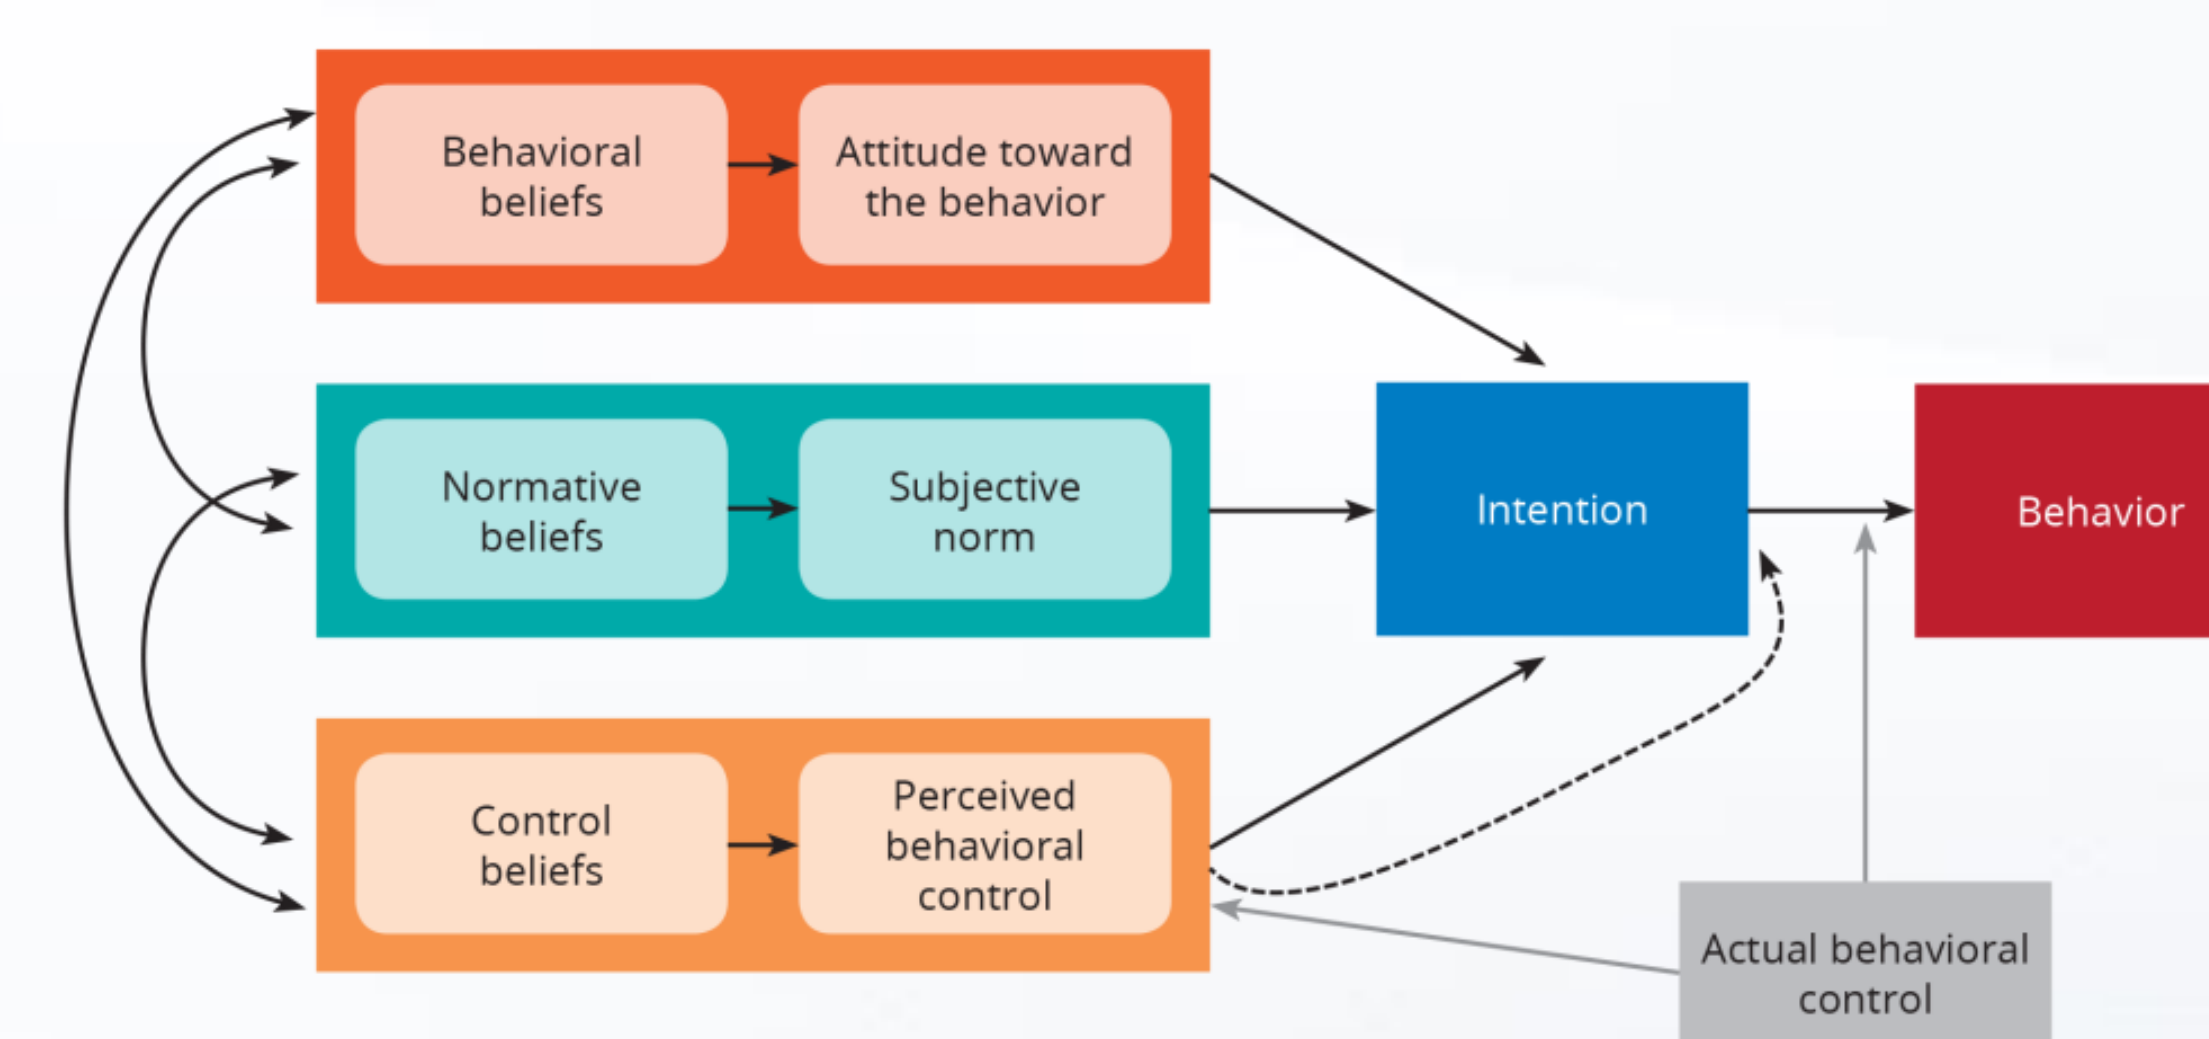 Behavioral
beliefs
Attitude toward
the behavior
Normative
beliefs
Subjective
norm
Intention
Behavior
Control
beliefs
Perceived
behavioral
control
Actual behavioral
control